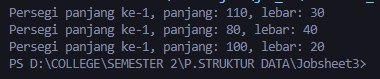 Persegi panjang ke-1, panjang: 110, lebar: 30
Persegi panjang ke-1, panjang: 80, lebar: 40
Persegi panjang ke-1, panjang: 100, lebar: 20
PS D:\COLLEGE\SEMESTER 2\P.STRUKTUR DATA\Jobsheet3>